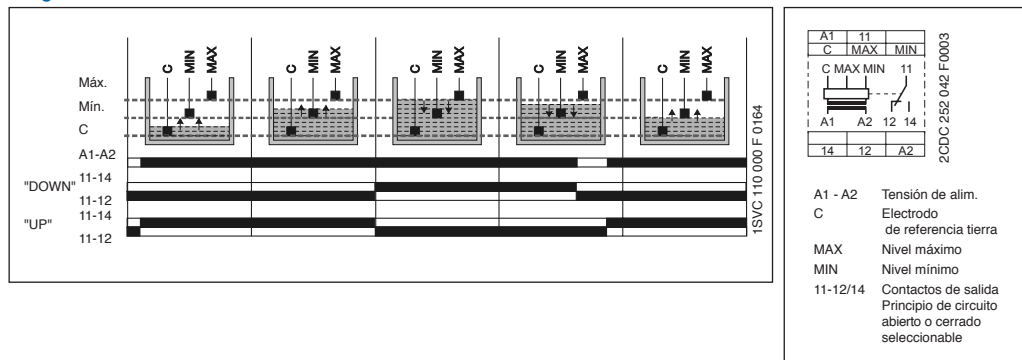 C MIN MAX C MIN MAX C MIN MAX C MIN MAX C MIN MAX
Máx.
Mín.
C
A1-A2
11-14
"DOWN"
11-12
11-14
"UP"
11-12
1SVC 110 000 F 0164
A1 11
C MAX MIN
C MAX MIN 11
A1 A2 12 14
14 12 A2
2CDC 252 042 F0003
A1 - A2 Tensión de alim.
C Electrodo
de referencia tierra
MAX Nivel máximo
MIN Nivel mínimo
11-12/14 Contactos de salida
Principio de circuito
abierto o cerrado
seleccionable